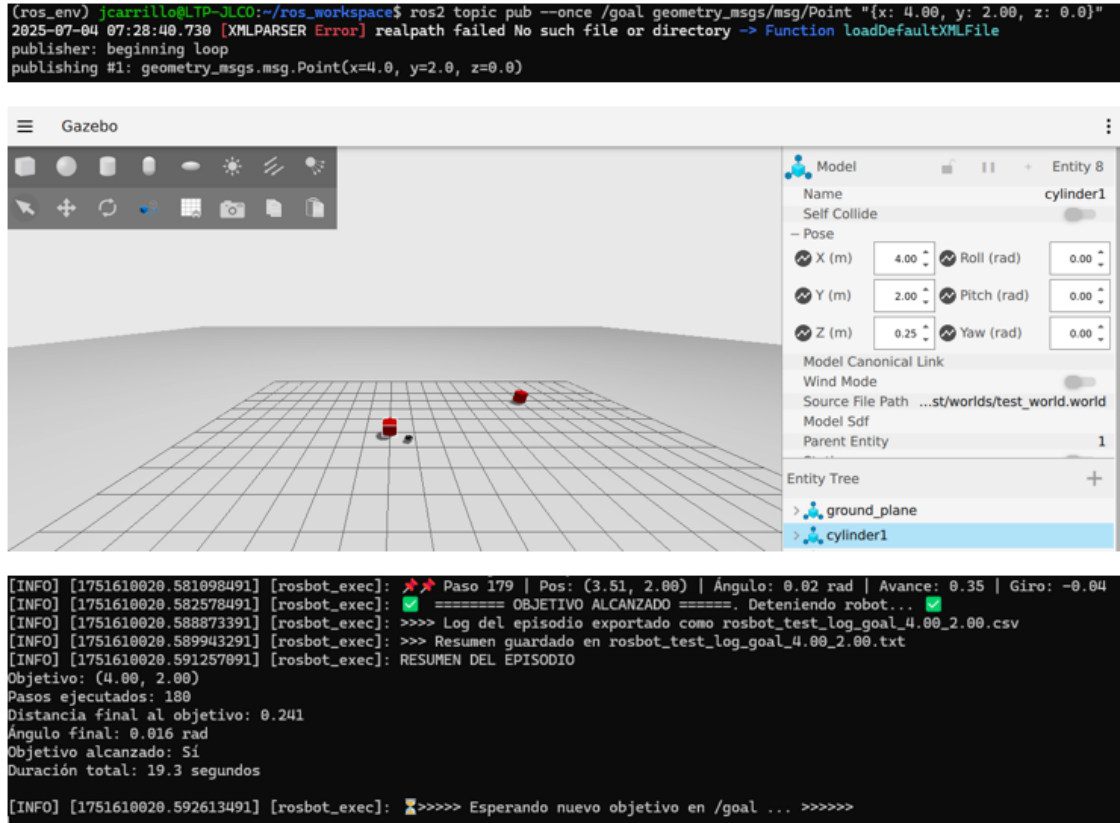 (ros_env) jcarrillo@LTP-JLCO:~/ros_workspace$ ros2 topic pub --once /goal geometry_msgs/msg/Point "{x: 4.00, y: 2.00, z: 0.0}"
2025-07-04 07:28:40.730 [XMLPARSER Error] realpath failed No such file or directory -> Function loadDefaultXMLFile
publisher: beginning loop
publishing #1: geometry_msgs.msg.Point(x=4.0, y=2.0, z=0.0)
Gazebo
Model Entity 8
Name cylinder1
Self Collide
− Pose
X (m) 4.00 Roll (rad) 0.00
Y (m) 2.00 Pitch (rad) 0.00
Z (m) 0.25 Yaw (rad) 0.00
Model Canonical Link
Wind Mode
Source File Path ...st/worlds/test_world.world
Model Sdf
Parent Entity 1
Entity Tree
> ground_plane
> cylinder1
[INFO] [1751610020.581098491] [rosbot_exec]: 📌📌 Paso 179 | Pos: (3.51, 2.00) | Ángulo: 0.02 rad | Avance: 0.35 | Giro: -0.04
[INFO] [1751610020.582578491] [rosbot_exec]: ✅ ======== OBJETIVO ALCANZADO ======. Deteniendo robot... ✅
[INFO] [1751610020.588873391] [rosbot_exec]: >>>> Log del episodio exportado como rosbot_test_log_goal_4.00_2.00.csv
[INFO] [1751610020.589943291] [rosbot_exec]: >>> Resumen guardado en rosbot_test_log_goal_4.00_2.00.txt
[INFO] [1751610020.591257091] [rosbot_exec]: RESUMEN DEL EPISODIO
Objetivo: (4.00, 2.00)
Pasos ejecutados: 180
Distancia final al objetivo: 0.241
Ángulo final: 0.016 rad
Objetivo alcanzado: Sí
Duración total: 19.3 segundos
[INFO] [1751610020.592613491] [rosbot_exec]: ⏳>>>>> Esperando nuevo objetivo en /goal ... >>>>>>